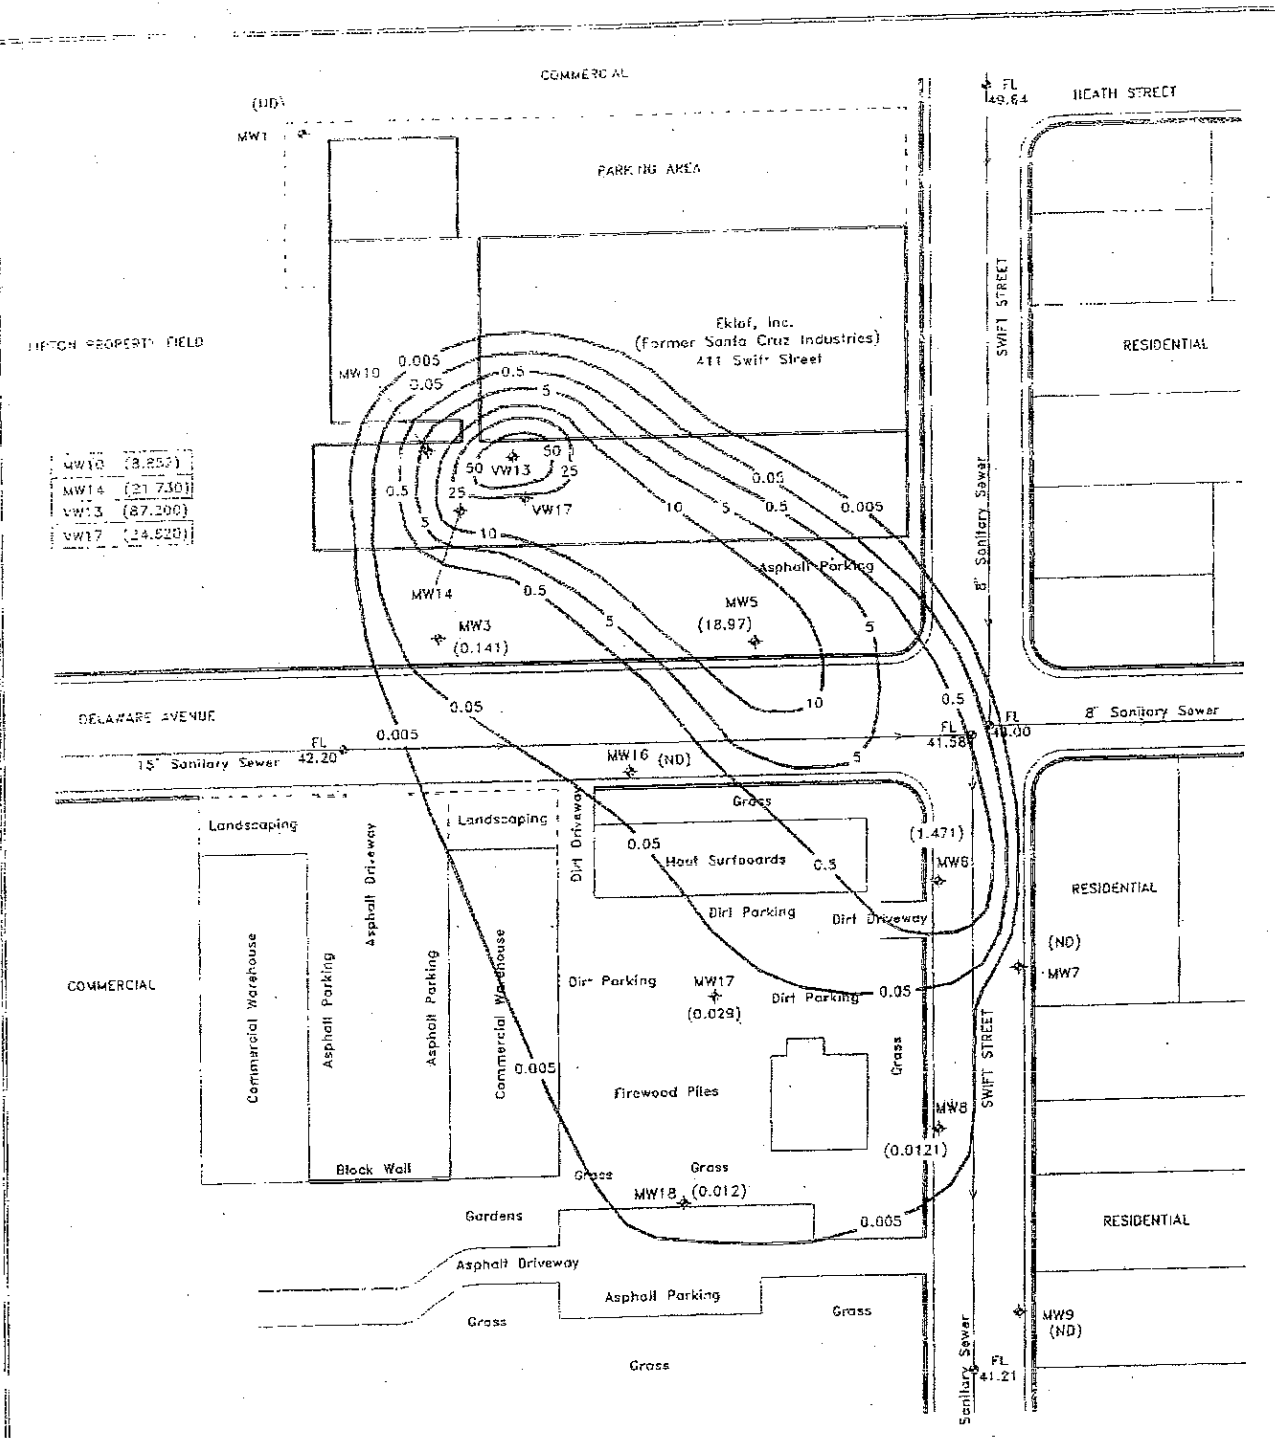 COMMERCIAL
FL
49.64
HEATH STREET
(ND)
MW1
PARKING AREA
SWIFT STREET
Eklof, Inc.
(Former Santa Cruz Industries)
411 Swift Street
RESIDENTIAL
PROPERTY FIELD
MW10
0.005
0.05
0.5
5
MW10
MW14 (21.730)
VW13 (87.200)
VW17
50
50
VW13
25
25
0.5
VW17
5
10
10
5
0.5
0.05
0.005
8" Sanitary Sewer
Asphalt Parking
MW14
0.5
MW5
(18.97)
MW3
(0.141)
5
5
10
0.5
0.05
DELAWARE AVENUE
0.005
FL
42.20
15" Sanitary Sewer
MW16 (ND)
5
FL
41.58
FL
8" Sanitary Sewer
Landscaping
Asphalt Driveway
Landscaping
Dirt Driveway
Grass
0.05
Haut Surfboards
0.5
(1.471)
MW6
Dirt Parking
Dirt Driveway
RESIDENTIAL
(ND)
MW7
COMMERCIAL
Commercial Warehouse
Asphalt Parking
Asphalt Parking
Commercial Warehouse
Dirt Parking
MW17
(0.029)
Dirt Parking
0.05
SWIFT STREET
Grass
0.005
Firewood Piles
MW8
(0.0121)
Block Wall
Grass
Grass
MW18 (0.012)
Gardens
0.005
RESIDENTIAL
Asphalt Driveway
Asphalt Parking
Grass
Grass
Grass
MW9
(ND)
Sanitary Sewer
FL
41.21